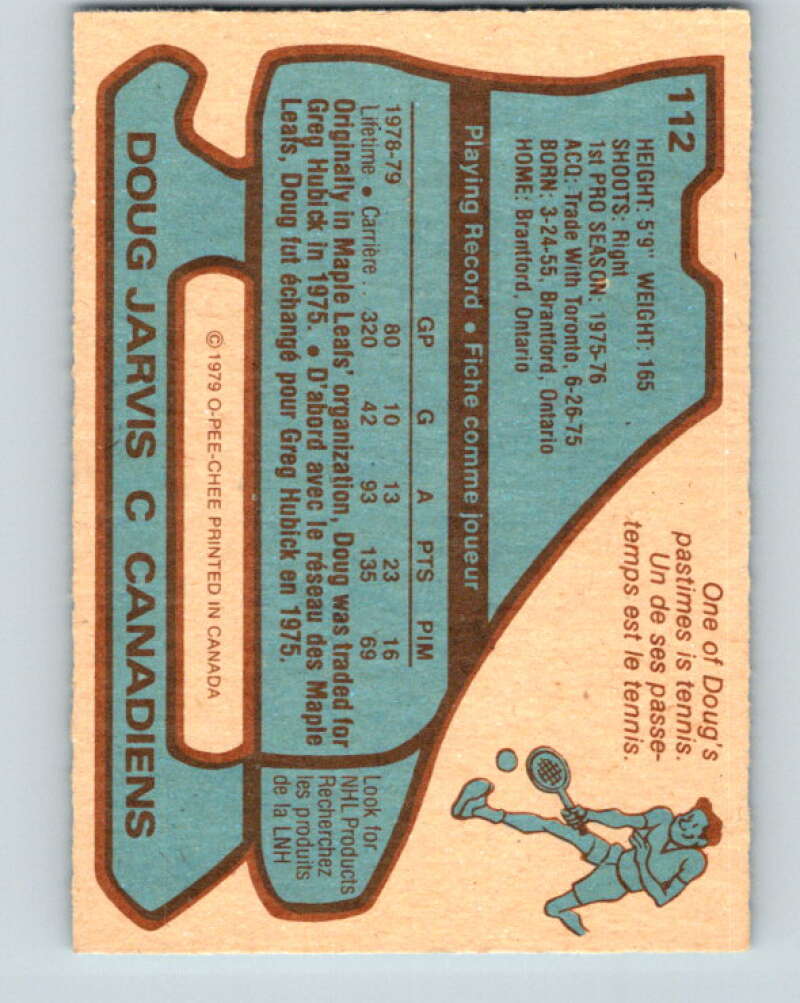 112
HEIGHT: 5'9" WEIGHT: 165
SHOOTS: Right
1st PRO SEASON: 1975-76
ACQ: Trade With Toronto, 6-26-75
BORN: 3-24-55, Brantford, Ontario
HOME: Brantford, Ontario
One of Doug's
pastimes is tennis.
Un de ses passe-
temps est le tennis.
Playing Record • Fiche comme joueur
GP G A PTS PIM
1978-79 80 10 13 23 16
Lifetime • Carrière . . 320 42 93 135 69
Originally in Maple Leafs' organization, Doug was traded for
Greg Hubick in 1975. • D'abord avec le réseau des Maple
Leafs, Doug fut échangé pour Greg Hubick en 1975.
Look for
NHL Products
Recherchez
les produits
de la LNH
© 1979 O-PEE-CHEE PRINTED IN CANADA
DOUG JARVIS C CANADIENS